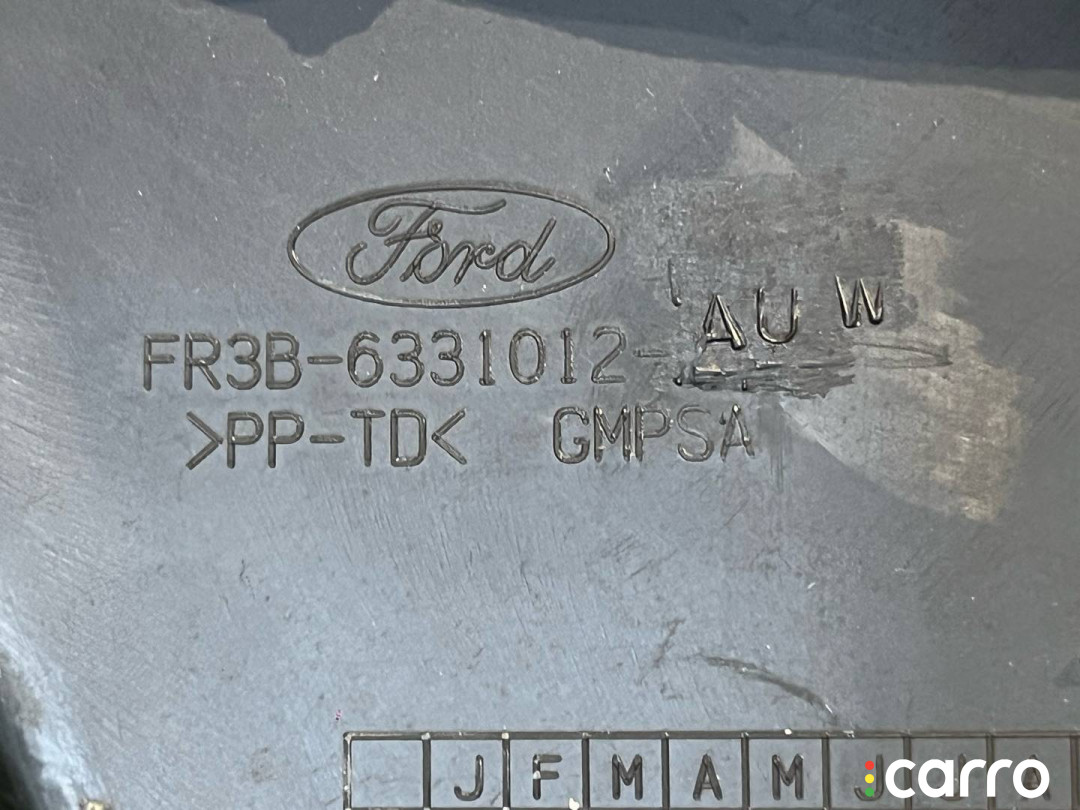 Ford
FR3B-6331012-AU W
>PP-TD< GMPSA
J F M A M J
carro